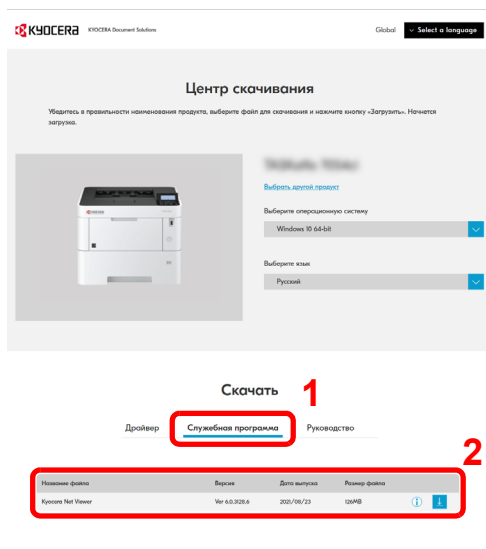 KYOCERA KYOCERA Document Solutions Global Select a language
Центр скачивания
Убедитесь в правильности наименования продукта, выберите файл для скачивания и нажмите кнопку «Загрузить». Начнется
загрузка.
Выбрать другой продукт
Выберите операционную систему
Windows 10 64-bit
Выберите язык
Русский
Скачать
1
Драйвер Служебная программа Руководство
2
Название файла Версия Дата выпуска Размер файла
Kyocera Net Viewer Ver 6.0.3128.6 2021/08/23 126MB